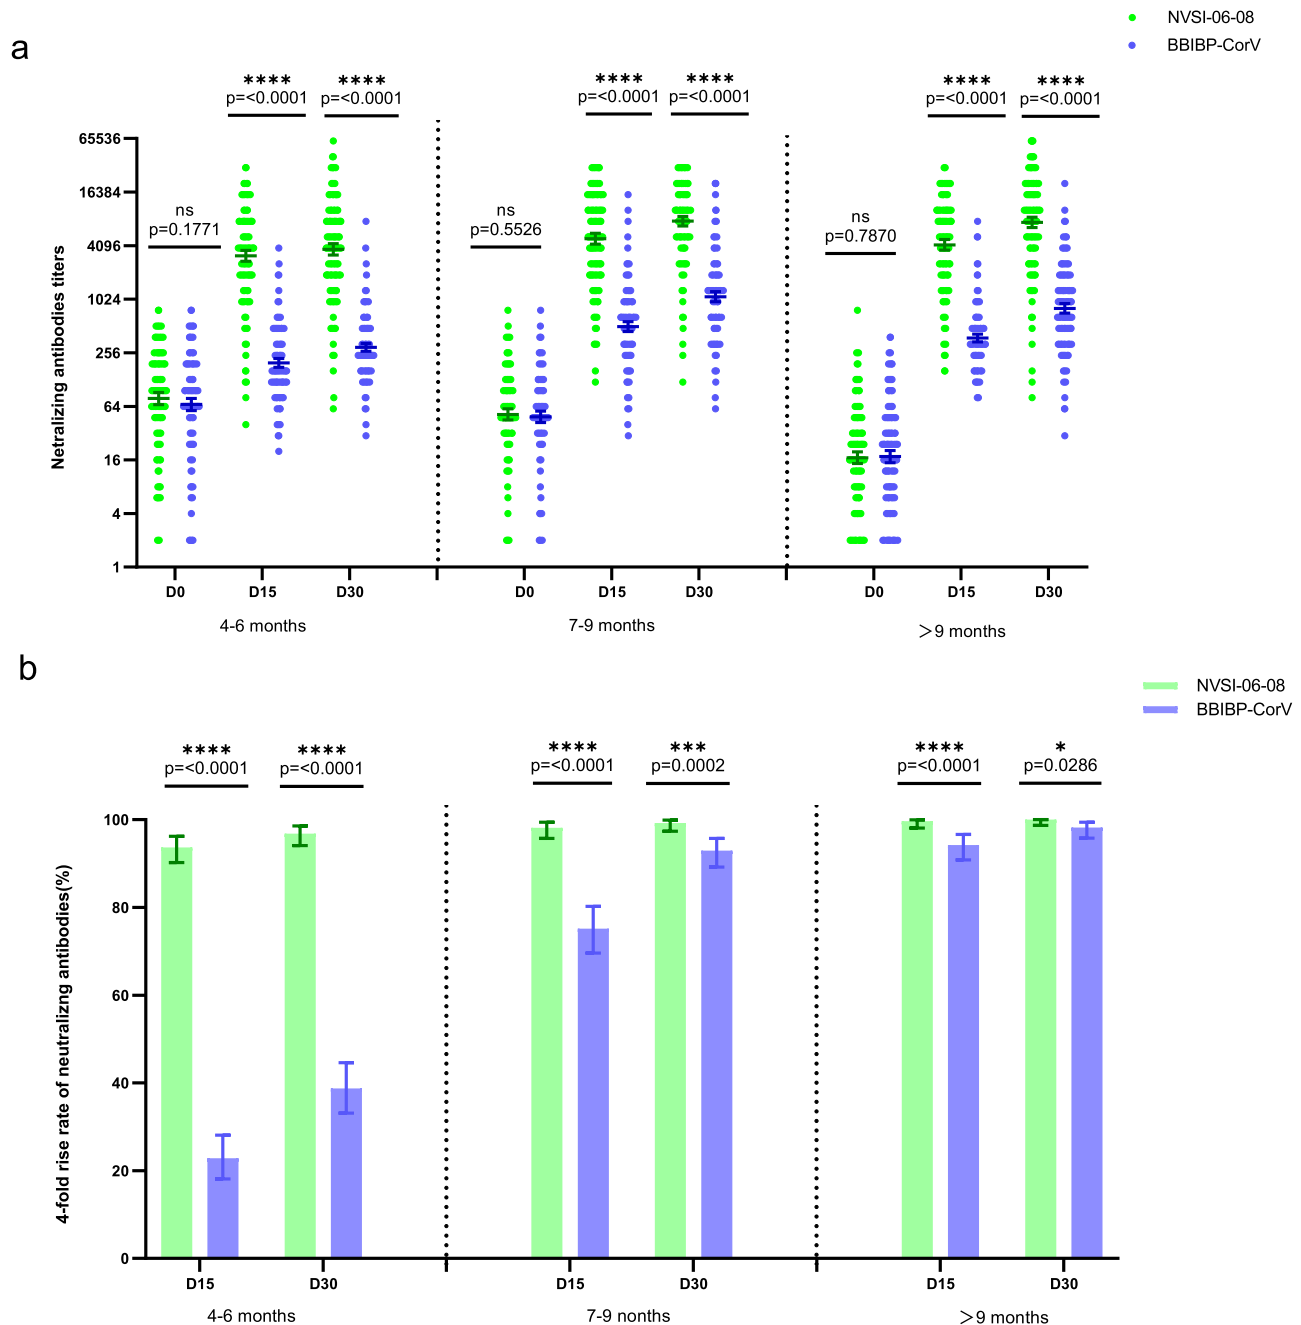 a
NVSI-06-08
BBIBP-CorV
**** **** **** **** **** ****
p=<0.0001 p=<0.0001 p=<0.0001 p=<0.0001 p=<0.0001 p=<0.0001
ns ns ns
p=0.1771 p=0.5526 p=0.7870
65536
16384
4096
1024
256
64
16
4
1
Netralizing antibodies titers
D0 D15 D30 D0 D15 D30 D0 D15 D30
4-6 months 7-9 months >9 months
b
NVSI-06-08
BBIBP-CorV
**** **** **** *** **** *
p=<0.0001 p=<0.0001 p=<0.0001 p=0.0002 p=<0.0001 p=0.0286
100
80
60
40
20
0
4-fold rise rate of neutralizng antibodies(%)
D15 D30 D15 D30 D15 D30
4-6 months 7-9 nonths >9 months